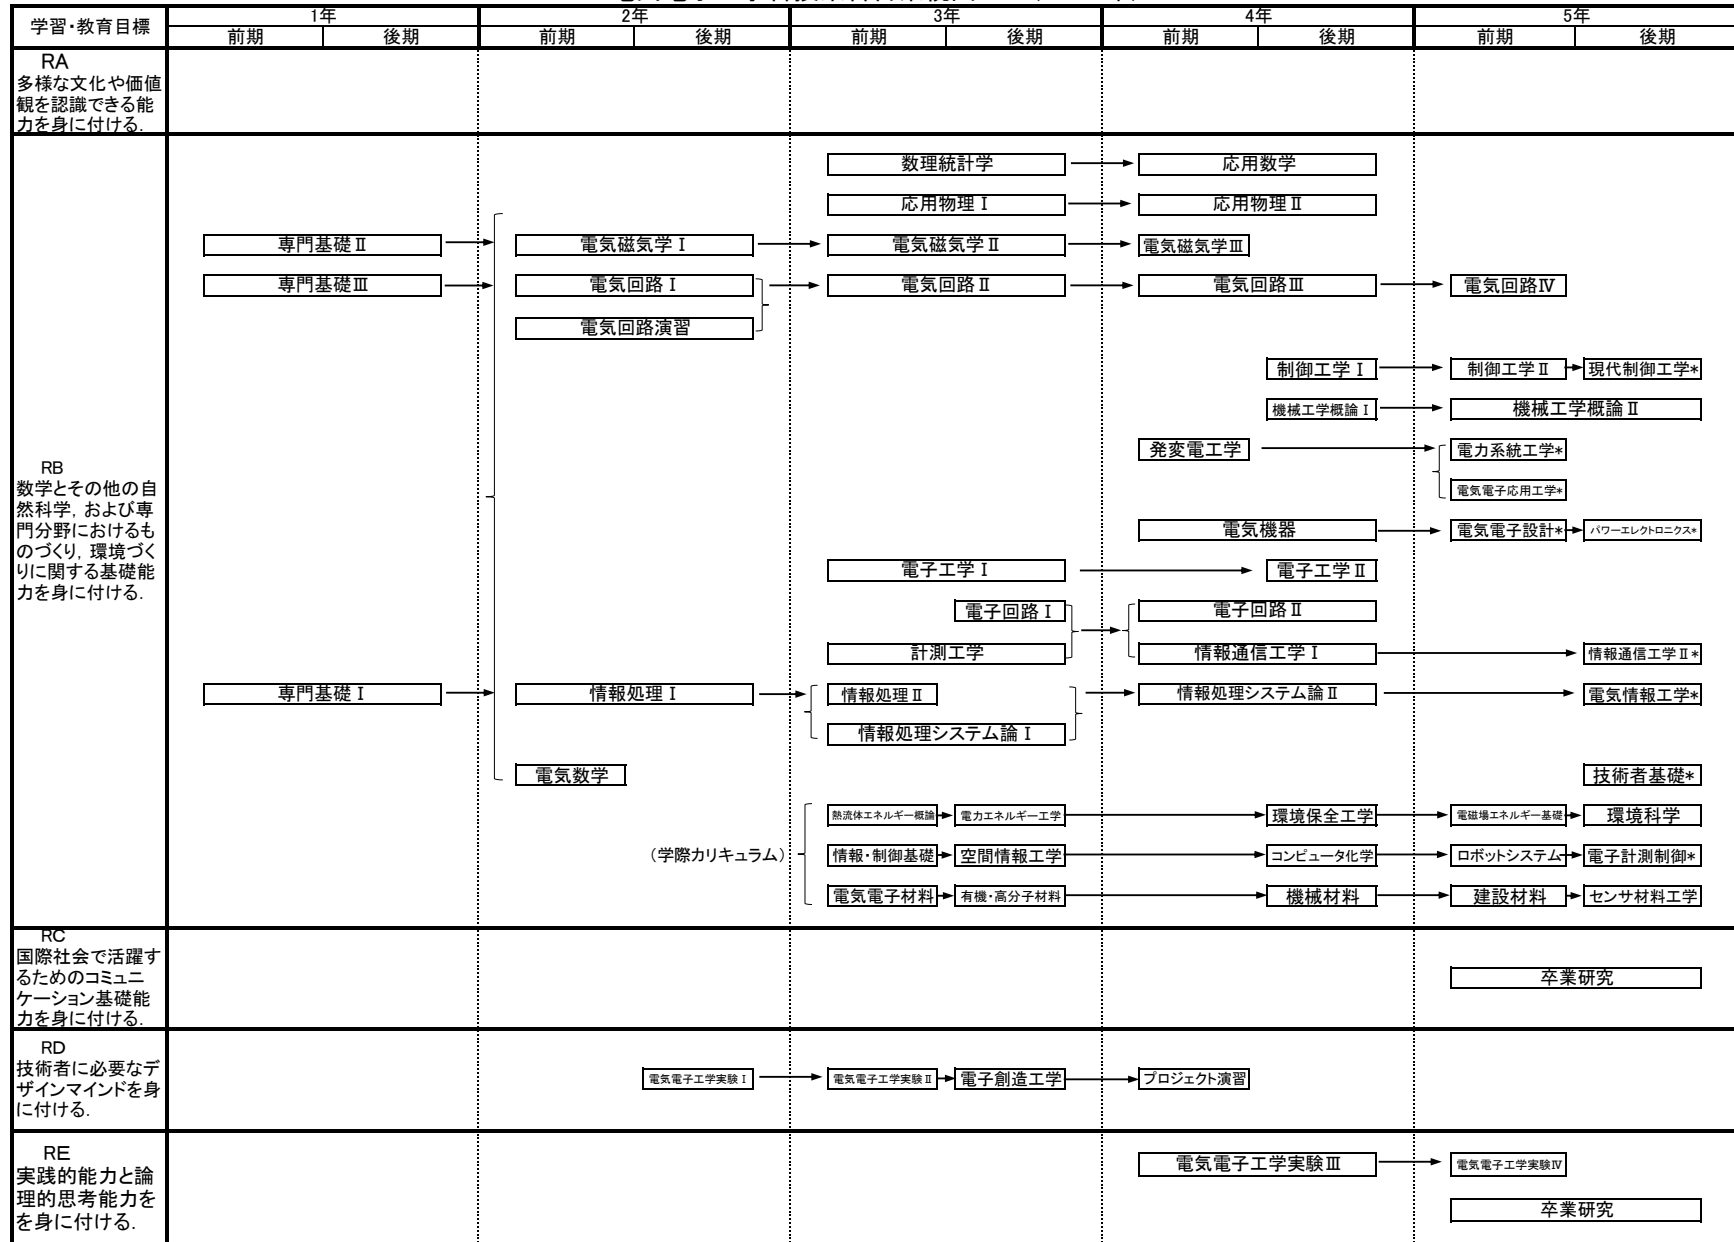 学習・教育目標
1年
2年
3年
4年
5年
前期
後期
前期
後期
前期
後期
前期
後期
前期
後期
RA
多様な文化や価値
観を認識できる能
力を身に付ける.
RB
数学とその他の自
然科学, および専
門分野におけるも
のづくり, 環境づく
りに関する基礎能
力を身に付ける.
数理統計学
応用数学
応用物理Ⅰ
応用物理Ⅱ
専門基礎Ⅱ
電気磁気学Ⅰ
電気磁気学Ⅱ
電気磁気学Ⅲ
専門基礎Ⅲ
電気回路Ⅰ
電気回路Ⅱ
電気回路Ⅲ
電気回路Ⅳ
電気回路演習
制御工学Ⅰ
制御工学Ⅱ
現代制御工学*
機械工学概論Ⅰ
機械工学概論Ⅱ
発変電工学
電力系統工学*
電気電子応用工学*
電気機器
電気電子設計*
パワーエレクトロニクス*
電子工学Ⅰ
電子工学Ⅱ
電子回路Ⅰ
電子回路Ⅱ
計測工学
情報通信工学Ⅰ
情報通信工学Ⅱ*
専門基礎Ⅰ
情報処理Ⅰ
情報処理Ⅱ
情報処理システム論Ⅱ
電気情報工学*
情報処理システム論Ⅰ
電気数学
技術者基礎*
熱流体エネルギー概論
電力エネルギー工学
環境保全工学
電磁場エネルギー基礎
環境科学
(学際カリキュラム)
情報・制御基礎
空間情報工学
コンピュータ化学
ロボットシステム
電子計測制御*
電気電子材料
有機・高分子材料
機械材料
建設材料
センサ材料工学
RC
国際社会で活躍す
るためのコミュニ
ケーション基礎能
力を身に付ける.
卒業研究
RD
技術者に必要なデ
ザインマインドを身
に付ける.
電気電子工学実験Ⅰ
電気電子工学実験Ⅱ
電子創造工学
プロジェクト演習
RE
実践的能力と論
理的思考能力を
を身に付ける.
電気電子工学実験Ⅲ
電気電子工学実験Ⅳ
卒業研究